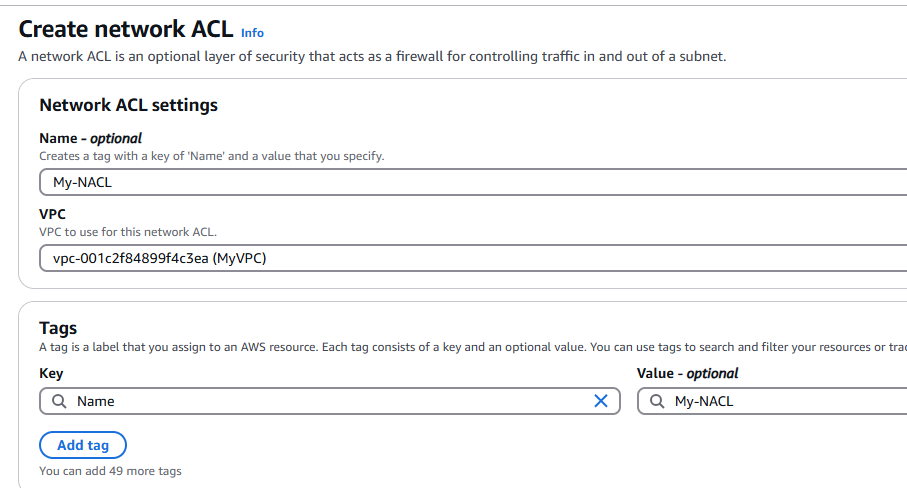 Create network ACL Info
A network ACL is an optional layer of security that acts as a firewall for controlling traffic in and out of a subnet.
Network ACL settings
Name - optional
Creates a tag with a key of 'Name' and a value that you specify.
My-NACL
VPC
VPC to use for this network ACL.
vpc-001c2f84899f4c3ea (MyVPC)
Tags
A tag is a label that you assign to an AWS resource. Each tag consists of a key and an optional value. You can use tags to search and filter your resources or
Key Value - optional
Name My-NACL
Add tag
You can add 49 more tags